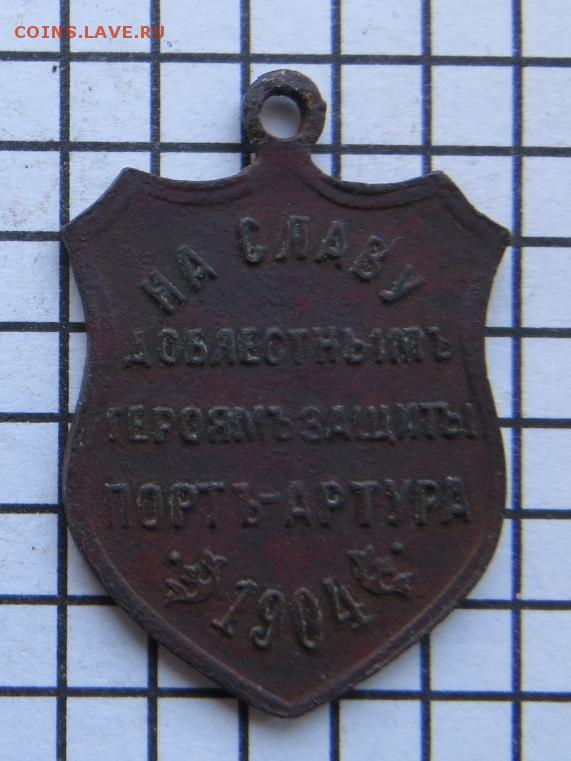 COINS.LAVE.RU
НА СЛАВУ
ДОБЛЕСТНЫМЪ
ГЕРОЯМЪ ЗАЩИТЫ
ПОРТЪ-АРТУРА
1904